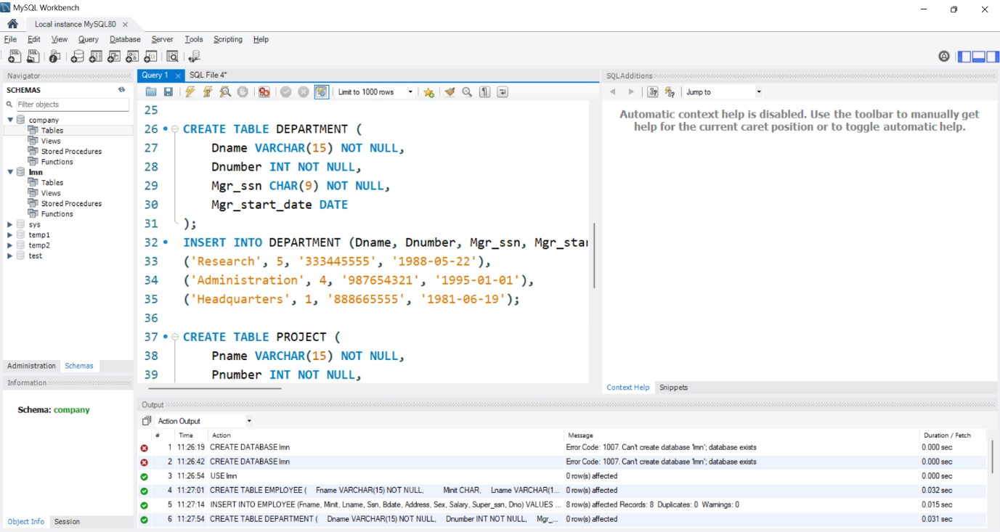 MySQL Workbench
Local instance MySQL80
File Edit View Query Database Server Tools Scripting Help
Navigator
SCHEMAS
Filter objects
company
Tables
Views
Stored Procedures
Functions
lmn
Tables
Views
Stored Procedures
Functions
sys
temp1
temp2
test
Administration Schemas
Information
Schema: company
Object Info Session
Query 1 SQL File 4*
Limit to 1000 rows
25
26 CREATE TABLE DEPARTMENT (
27 Dname VARCHAR(15) NOT NULL,
28 Dnumber INT NOT NULL,
29 Mgr_ssn CHAR(9) NOT NULL,
30 Mgr_start_date DATE
31 );
32 INSERT INTO DEPARTMENT (Dname, Dnumber, Mgr_ssn, Mgr_star
33 ('Research', 5, '333445555', '1988-05-22'),
34 ('Administration', 4, '987654321', '1995-01-01'),
35 ('Headquarters', 1, '888665555', '1981-06-19');
36
37 CREATE TABLE PROJECT (
38 Pname VARCHAR(15) NOT NULL,
39 Pnumber INT NOT NULL,
SQLAdditions
Jump to
Automatic context help is disabled. Use the toolbar to manually get
help for the current caret position or to toggle automatic help.
Context Help Snippets
Output
Action Output
# Time Action Message Duration / Fetch
1 11:26:19 CREATE DATABASE lmn Error Code: 1007. Can't create database 'lmn'; database exists 0.000 sec
2 11:26:42 CREATE DATABASE lmn Error Code: 1007. Can't create database 'lmn'; database exists 0.000 sec
3 11:26:54 USE lmn 0 row(s) affected 0.000 sec
4 11:27:01 CREATE TABLE EMPLOYEE ( Fname VARCHAR(15) NOT NULL, Minit CHAR, Lname VARCHAR(1... 0 row(s) affected 0.032 sec
5 11:27:14 INSERT INTO EMPLOYEE (Fname, Minit, Lname, Ssn, Bdate, Address, Sex, Salary, Super_ssn, Dno) VALUES ... 8 row(s) affected Records: 8 Duplicates: 0 Warnings: 0 0.015 sec
6 11:27:54 CREATE TABLE DEPARTMENT ( Dname VARCHAR(15) NOT NULL, Dnumber INT NOT NULL, Mgr_... 0 row(s) affected 0.031 sec